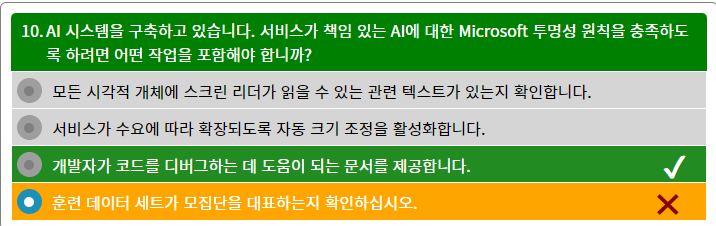 10. AI 시스템을 구축하고 있습니다. 서비스가 책임 있는 AI에 대한 Microsoft 투명성 원칙을 충족하도
록 하려면 어떤 작업을 포함해야 합니까?
모든 시각적 개체에 스크린 리더가 읽을 수 있는 관련 텍스트가 있는지 확인합니다.
서비스가 수요에 따라 확장되도록 자동 크기 조정을 활성화합니다.
개발자가 코드를 디버그하는 데 도움이 되는 문서를 제공합니다.
훈련 데이터 세트가 모집단을 대표하는지 확인하십시오.